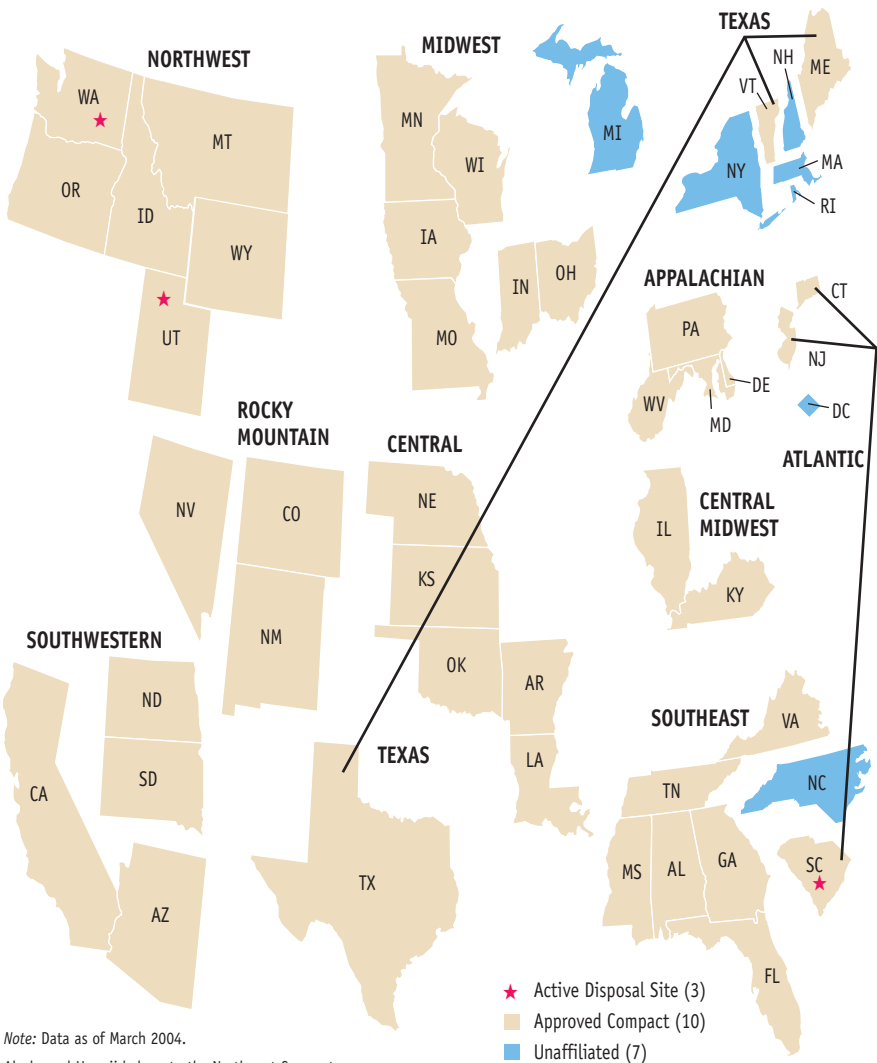 NORTHWEST
WA
MT
OR
ID
WY
UT
MIDWEST
MN
WI
IA
IN
OH
MO
MI
TEXAS
ME
NH
VT
NY
MA
RI
APPALACHIAN
PA
DE
WV
MD
CT
NJ
DC
ATLANTIC
ROCKY
MOUNTAIN
NV
CO
NM
CENTRAL
NE
KS
OK
AR
LA
CENTRAL
MIDWEST
IL
KY
SOUTHWESTERN
ND
SD
CA
AZ
TEXAS
TX
SOUTHEAST
VA
TN
NC
MS
AL
GA
SC
FL
Active Disposal Site (3)
Approved Compact (10)
Unaffiliated (7)
Note: Data as of March 2004.